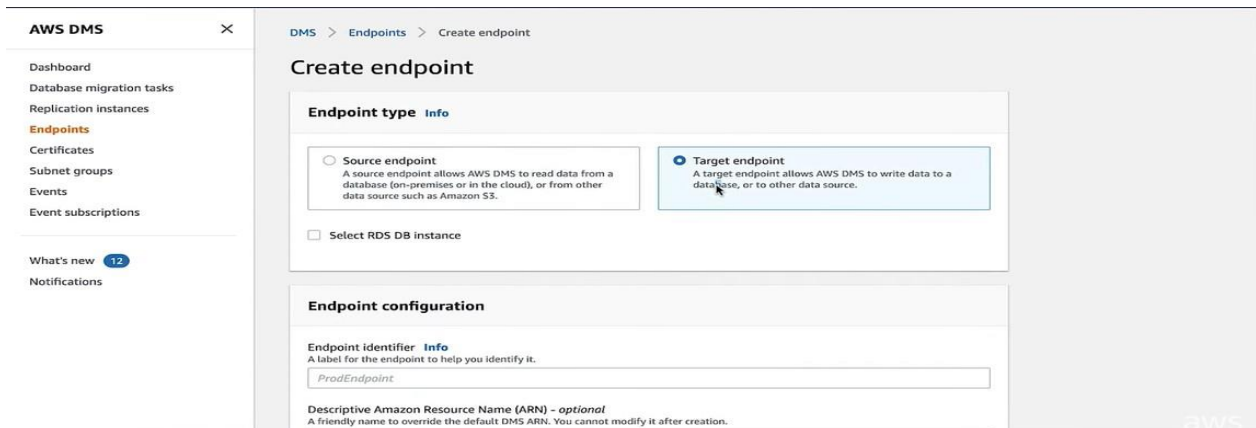 AWS DMS
Dashboard
Database migration tasks
Replication instances
Endpoints
Certificates
Subnet groups
Events
Event subscriptions
What's new 12
Notifications
DMS > Endpoints > Create endpoint
Create endpoint
Endpoint type Info
Source endpoint
A source endpoint allows AWS DMS to read data from a
database (on-premises or in the cloud), or from other
data source such as Amazon S3.
Target endpoint
A target endpoint allows AWS DMS to write data to a
database, or to other data source.
Select RDS DB instance
Endpoint configuration
Endpoint identifier Info
A label for the endpoint to help you identify it.
ProdEndpoint
Descriptive Amazon Resource Name (ARN) - optional
A friendly name to override the default DMS ARN. You cannot modify it after creation.
aws